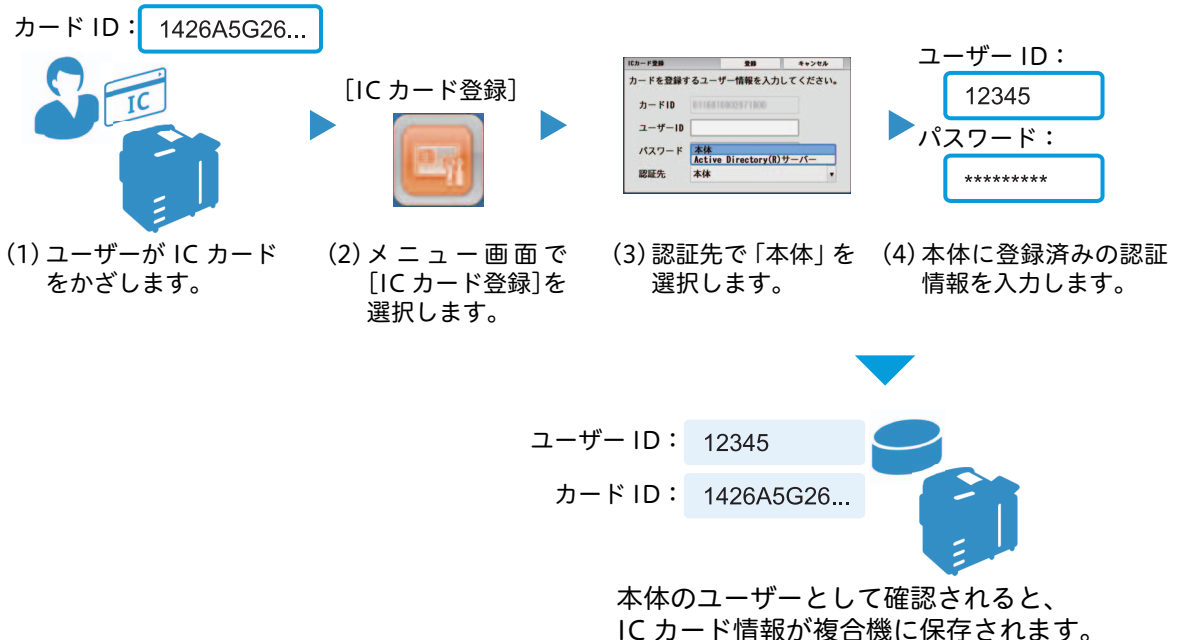 カード ID：
1426A5G26...
IC
(1) ユーザーが IC カード
をかざします。
[IC カード登録]
(2) メニュー画面で
[IC カード登録]を
選択します。
ICカード登録 登録 キャンセル
カードを登録するユーザー情報を入力してください。
カードID
ユーザーID
パスワード
本体
Active Directory(R)サーバー
認証先 本体
(3) 認証先で「本体」を
選択します。
ユーザー ID：
12345
パスワード：
*********
(4) 本体に登録済みの認証
情報を入力します。
ユーザー ID： 12345
カード ID： 1426A5G26...
本体のユーザーとして確認されると、
IC カード情報が複合機に保存されます。